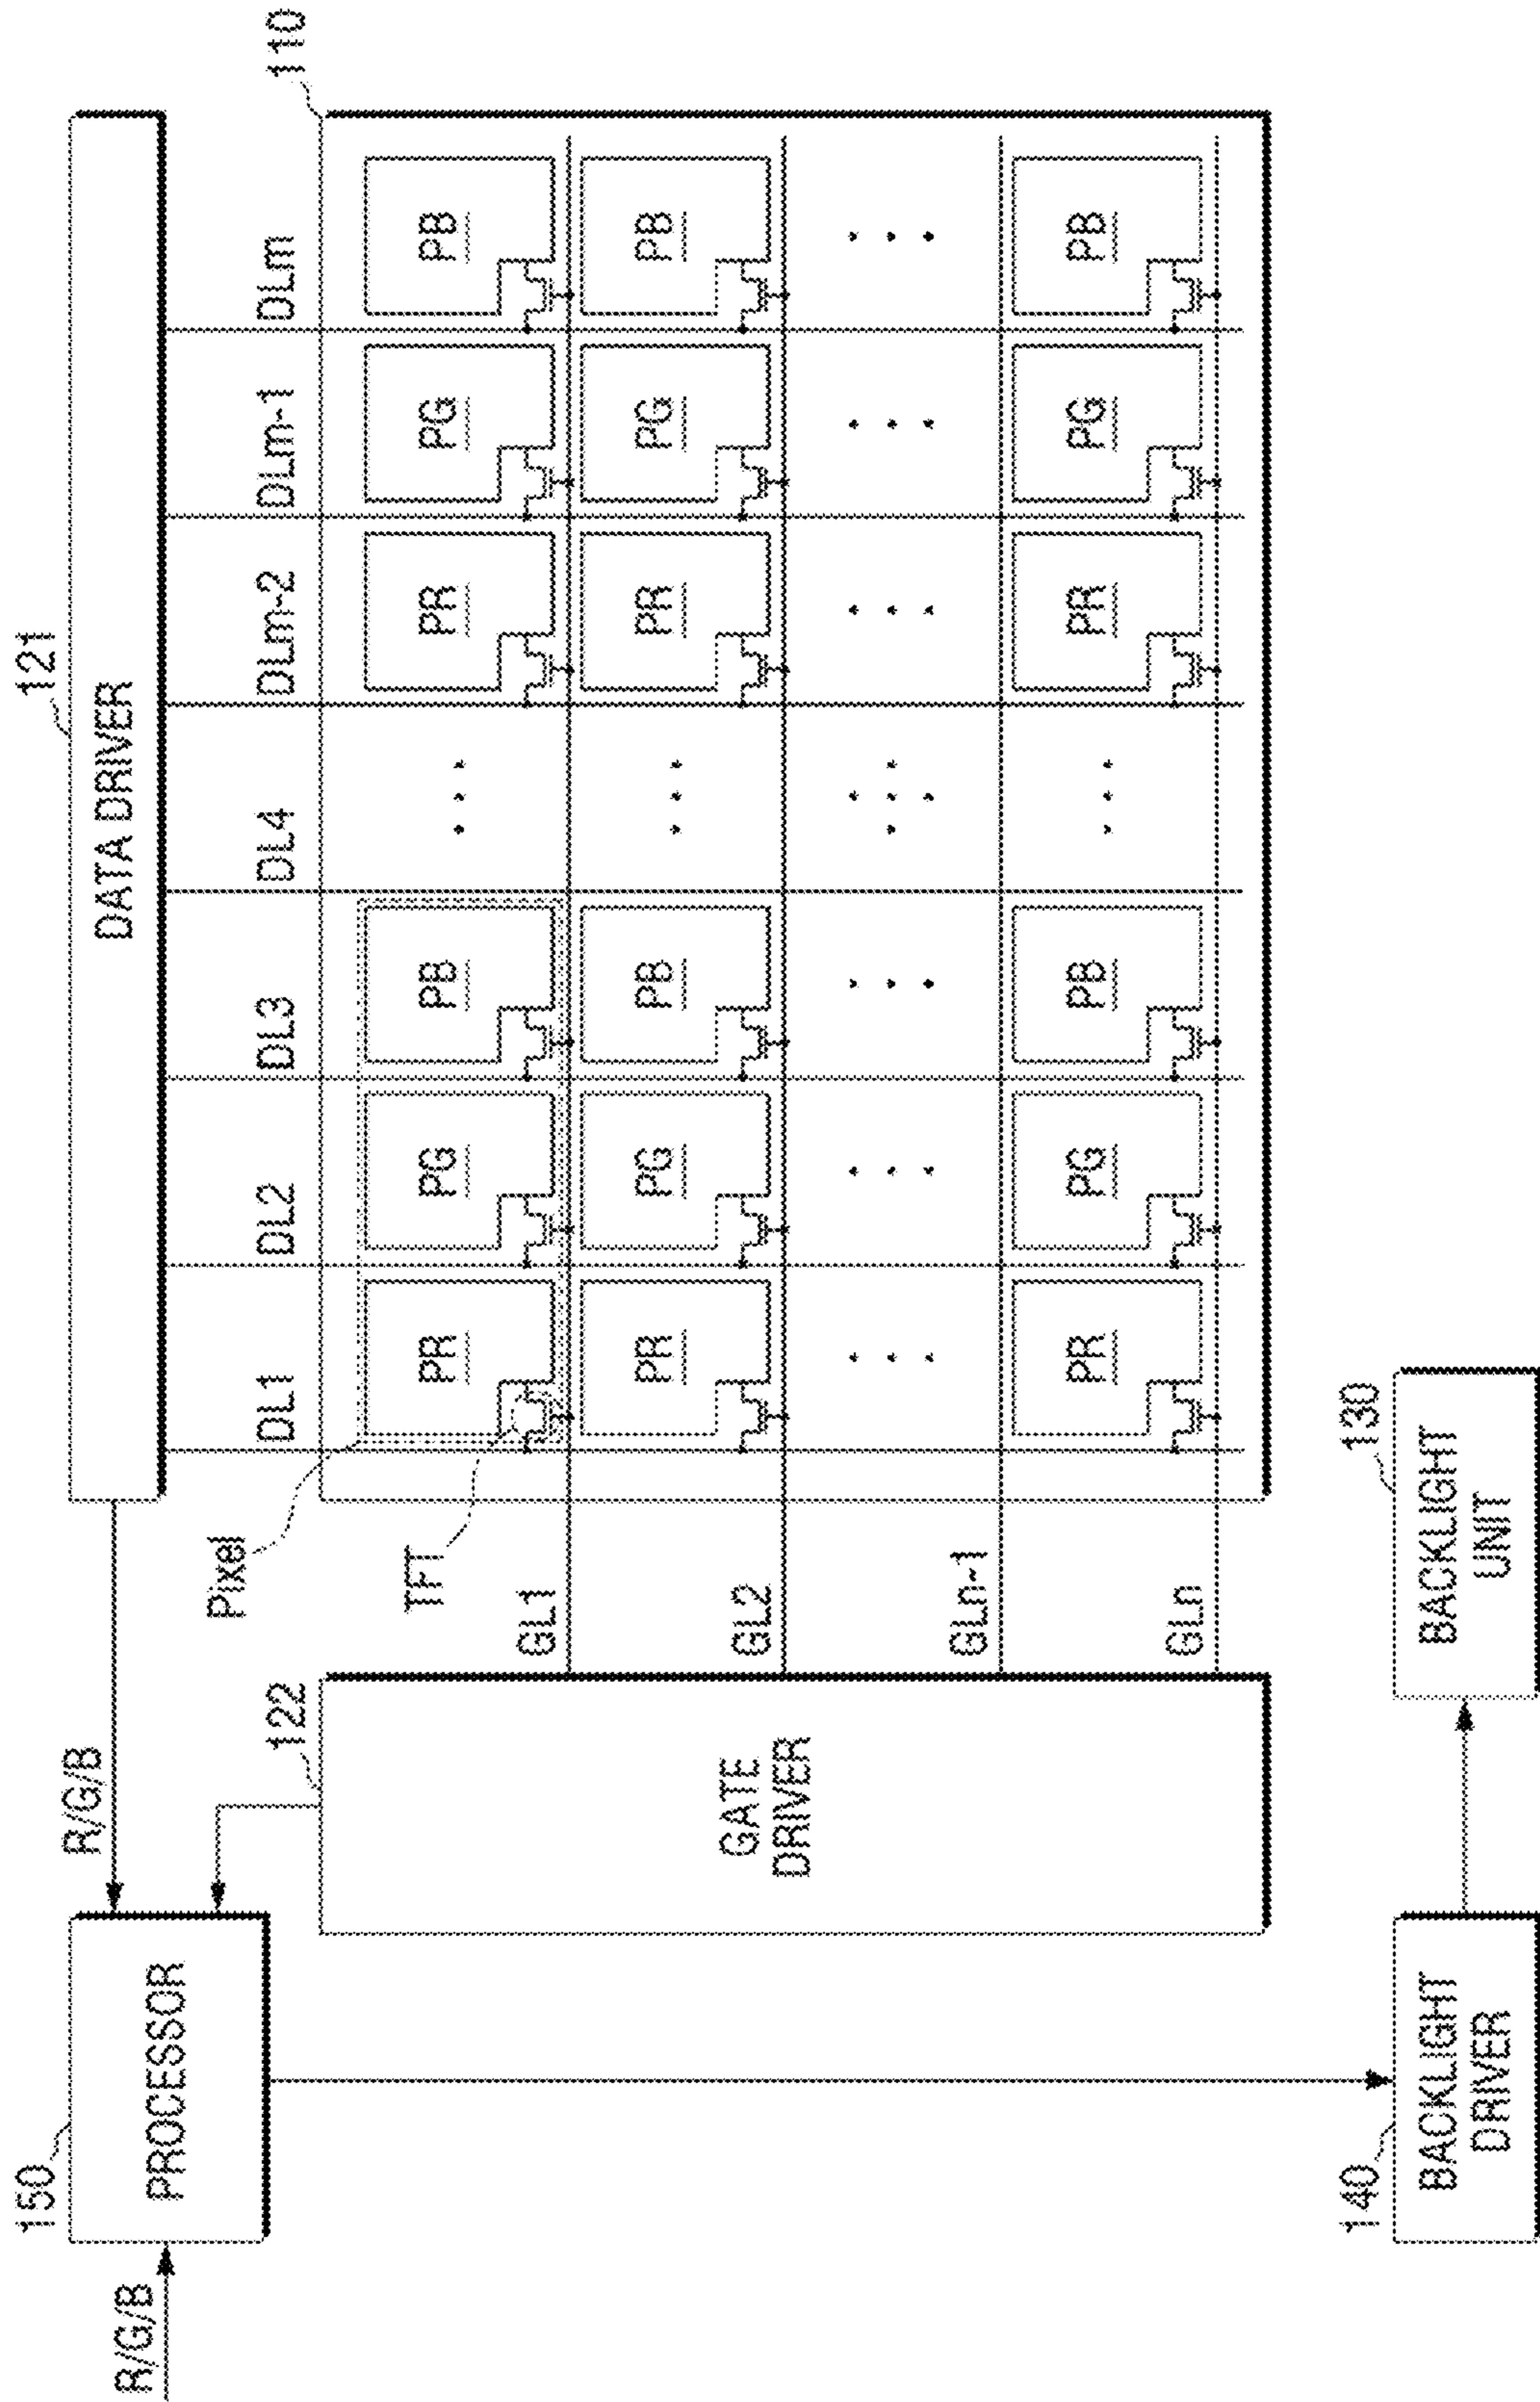 121
DATA DRIVER
150
PROCESSOR
R/G/B
R/G/B
122
110
DL1
DL2
DL3
DL4
DLm-2
DLm-1
DLm
Pixel
TFT
PR
PG
PB
PR
PG
PB
GL1
PR
PG
PB
PR
PG
PB
GL2
GATE
DRIVER
GLn-1
PR
PG
PB
PR
PG
PB
GLn
140
BACKLIGHT
DRIVER
130
BACKLIGHT
UNIT